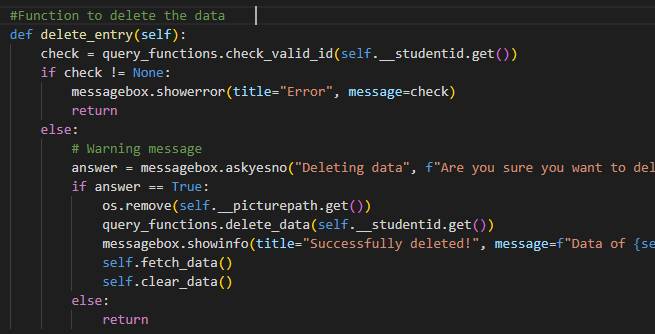 #Function to delete the data
def delete_entry(self):
    check = query_functions.check_valid_id(self.__studentid.get())
    if check != None:
        messagebox.showerror(title="Error", message=check)
        return
    else:
        # Warning message
        answer = messagebox.askyesno("Deleting data", f"Are you sure you want to del
        if answer == True:
            os.remove(self.__picturepath.get())
            query_functions.delete_data(self.__studentid.get())
            messagebox.showinfo(title="Successfully deleted!", message=f"Data of {se
            self.fetch_data()
            self.clear_data()
        else:
            return